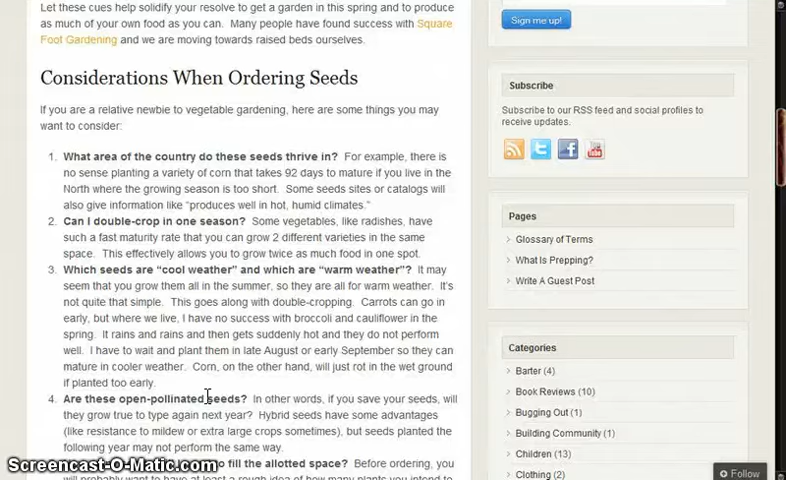 Let these cues help solidify your resolve to get a garden in this spring and to produce
as much of your own food as you can.  Many people have found success with Square
Foot Gardening and we are moving towards raised beds ourselves.
Considerations When Ordering Seeds
If you are a relative newbie to vegetable gardening, here are some things you may
want to consider:
1. What area of the country do these seeds thrive in?  For example, there is
no sense planting a variety of corn that takes 92 days to mature if you live in the
North where the growing season is too short.  Some seeds sites or catalogs will
also give information like “produces well in hot, humid climates.”
2. Can I double-crop in one season?  Some vegetables, like radishes, have
such a fast maturity rate that you can grow 2 different varieties in the same
space.  This effectively allows you to grow twice as much food in one spot.
3. Which seeds are “cool weather” and which are “warm weather”?  It may
seem that you grow them all in the summer, so they are all for warm weather.  It’s
not quite that simple.  This goes along with double-cropping.  Carrots can go in
early, but where we live, I have no success with broccoli and cauliflower in the
spring.  It rains and rains and then gets suddenly hot and they do not perform
well.  I have to wait and plant them in late August or early September so they can
mature in cooler weather.  Corn, on the other hand, will just rot in the wet ground
if planted too early.
4. Are these open-pollinated seeds?  In other words, if you save your seeds, will
they grow true to type again next year?  Hybrid seeds have some advantages
(like resistance to mildew or extra large crops sometimes), but seeds planted the
following year may not perform the same way.
to fill the allotted space?  Before ordering, you
will probably want to have at least a rough idea of how many plants you intend to
Sign me up!
Subscribe
Subscribe to our RSS feed and social profiles to
receive updates.
Pages
Glossary of Terms
What Is Prepping?
Write A Guest Post
Categories
Barter (4)
Book Reviews (10)
Bugging Out (1)
Building Community (1)
Children (13)
Clothing (2)
Follow
Screencast-O-Matic.com